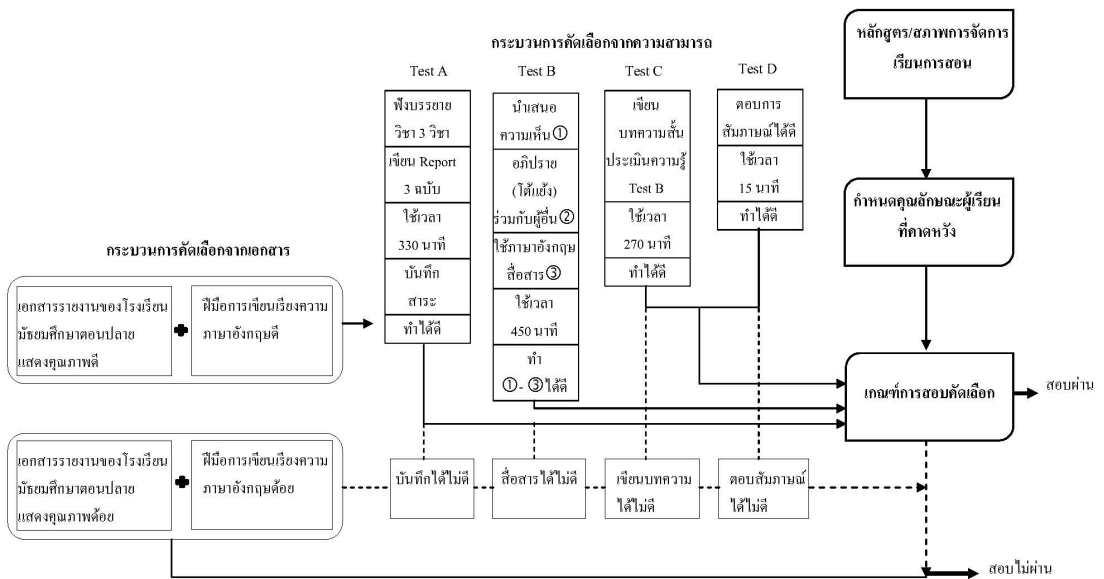 กระบวนการคัดเลือกจากความสามารถ
Test A
ฟังบรรยาย
วิชา 3 วิชา
เขียน Report
3 ฉบับ
ใช้เวลา
330 นาที
บันทึก
สาระ
ทำได้ดี
Test B
นำเสนอ
ความเห็น ①
อภิปราย
(โต้แย้ง)
ร่วมกับผู้อื่น ②
ใช้ภาษาอังกฤษ
สื่อสาร ③
ใช้เวลา
450 นาที
ทำ
① - ③ ได้ดี
Test C
เขียน
บทความสั้น
ประเมินความรู้
Test B
ใช้เวลา
270 นาที
ทำได้ดี
Test D
ตอบการ
สัมภาษณ์ได้ดี
ใช้เวลา
15 นาที
ทำได้ดี
หลักสูตร/สภาพการจัดการ
เรียนการสอน
กำหนดคุณลักษณะผู้เรียน
ที่คาดหวัง
เกณฑ์การสอบคัดเลือก
สอบผ่าน
กระบวนการคัดเลือกจากเอกสาร
เอกสารรายงานของโรงเรียน
มัธยมศึกษาตอนปลาย
แสดงคุณภาพดี
ฝีมือการเขียนเรียงความ
ภาษาอังกฤษดี
เอกสารรายงานของโรงเรียน
มัธยมศึกษาตอนปลาย
แสดงคุณภาพด้อย
ฝีมือการเขียนเรียงความ
ภาษาอังกฤษด้อย
บันทึกได้ไม่ดี
สื่อสารได้ไม่ดี
เขียนบทความ
ได้ไม่ดี
ตอบสัมภาษณ์
ได้ไม่ดี
สอบไม่ผ่าน